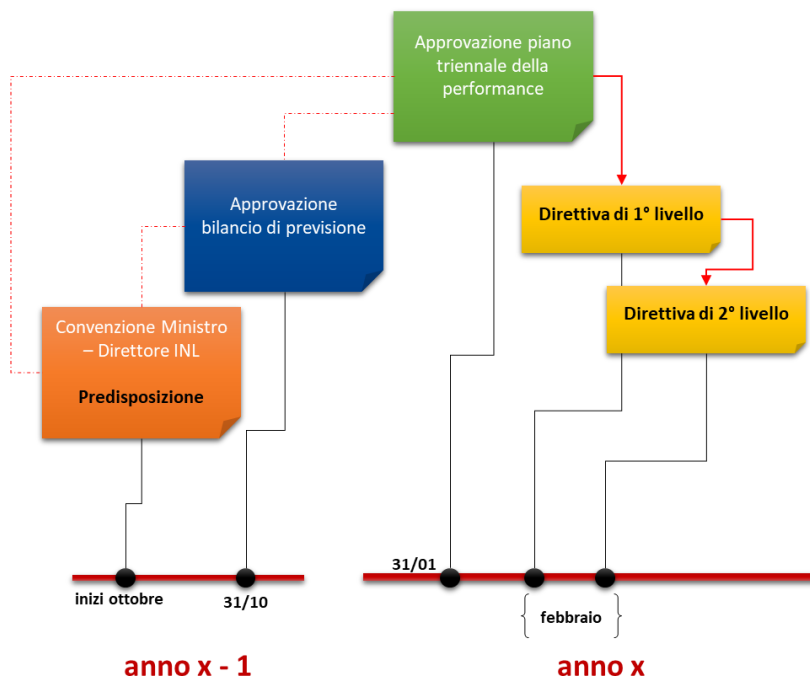 Approvazione piano
triennale della
performance
Approvazione
bilancio di previsione
Direttiva di 1° livello
Direttiva di 2° livello
Convenzione Ministro
– Direttore INL
Predisposizione
inizi ottobre
31/10
31/01
febbraio
anno x - 1
anno x